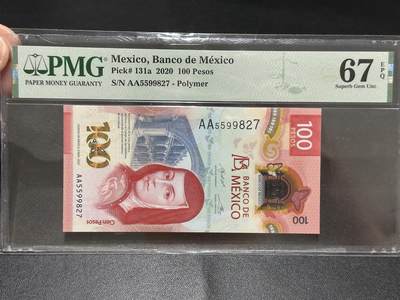 PMG
PAPER MONEY GUARANTY
Mexico, Banco de México
Pick# 131a 2020 100 Pesos
S/N AA5599827 - Polymer
67 EPQ
Superb Gem Unc
100
AA5599827
AA5599827
100
PESOS
BANCO DE
MÉXICO
Cien Pesos
100